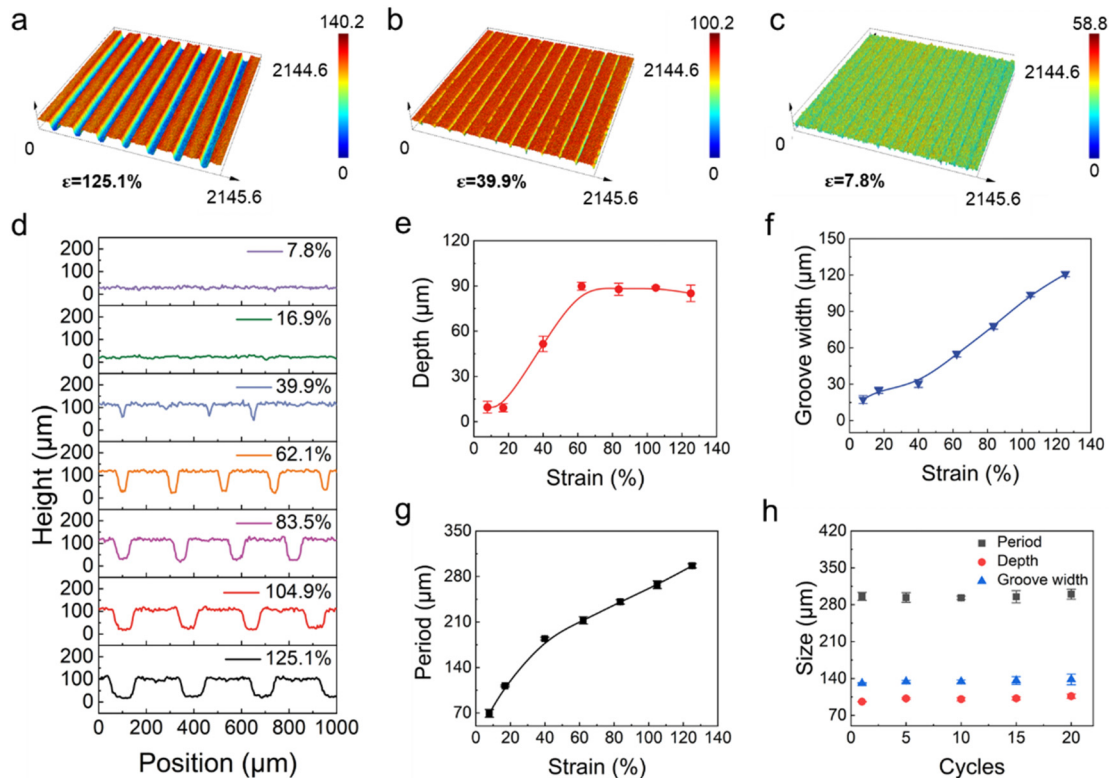 a
140.2
2144.6
0
0
2145.6
ε=125.1%
b
100.2
2144.6
0
0
2145.6
ε=39.9%
c
58.8
2144.6
0
0
2145.6
ε=7.8%
d
Height (μm)
200
100
0
7.8%
200
100
0
16.9%
200
100
0
39.9%
200
100
0
62.1%
200
100
0
83.5%
200
100
0
104.9%
200
100
0
125.1%
0 200 400 600 800 1000
Position (μm)
e
Depth (μm)
120
90
60
30
0
0 20 40 60 80 100 120 140
Strain (%)
f
Groove width (μm)
150
120
90
60
30
0
0 20 40 60 80 100 120 140
Strain (%)
g
Period (μm)
350
280
210
140
70
0 20 40 60 80 100 120 140
Strain (%)
h
Size (μm)
420
350
280
210
140
70
Period
Depth
Groove width
0 5 10 15 20
Cycles